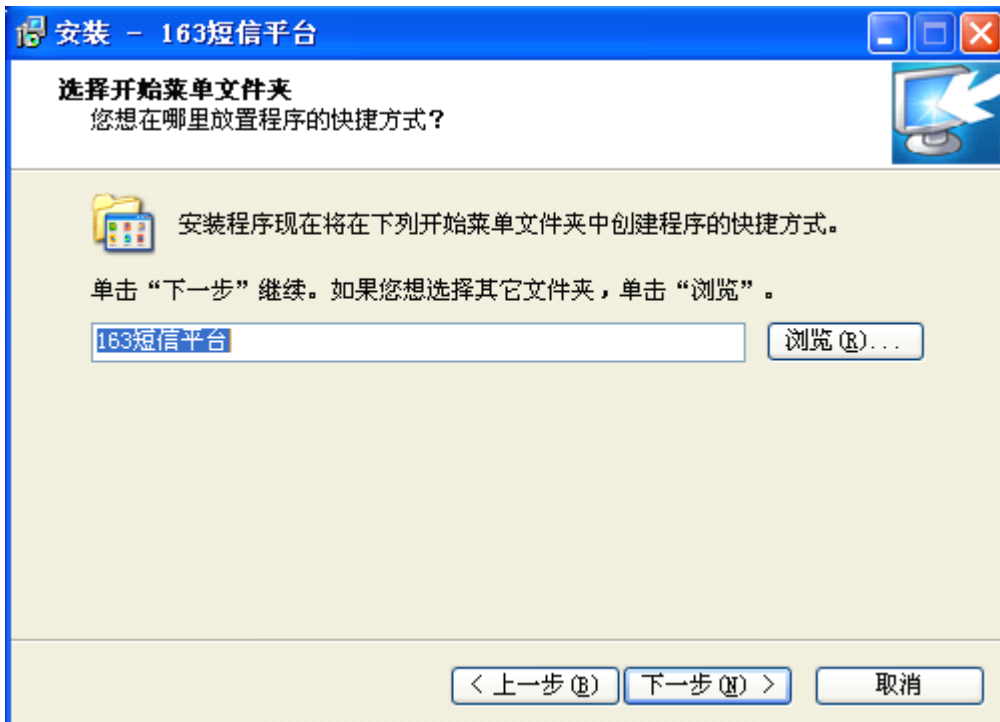 安装 - 163短信平台
选择开始菜单文件夹
您想在哪里放置程序的快捷方式?
安装程序现在将在下列开始菜单文件夹中创建程序的快捷方式。
单击“下一步”继续。如果您想选择其它文件夹,单击“浏览”。
163短信平台
浏览(R)...
< 上一步(B)
下一步(N) >
取消